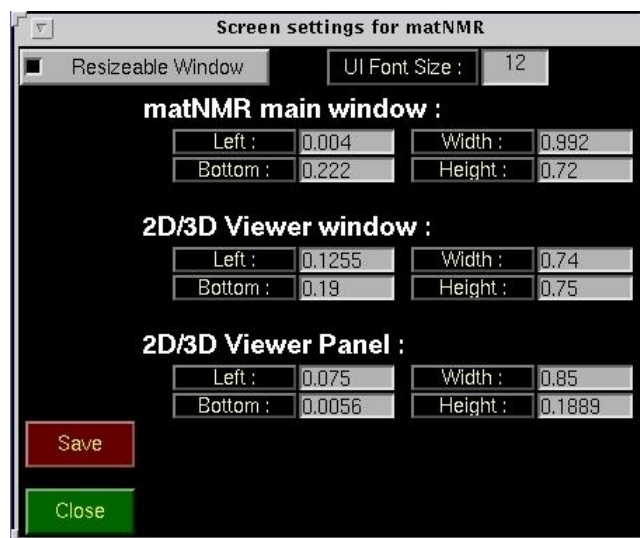 Screen settings for matNMR
Resizeable Window UI Font Size : 12
matNMR main window :
Left : 0.004 Width : 0.992
Bottom : 0.222 Height : 0.72
2D/3D Viewer window :
Left : 0.1255 Width : 0.74
Bottom : 0.19 Height : 0.75
2D/3D Viewer Panel :
Left : 0.075 Width : 0.85
Bottom : 0.0056 Height : 0.1889
Save
Close